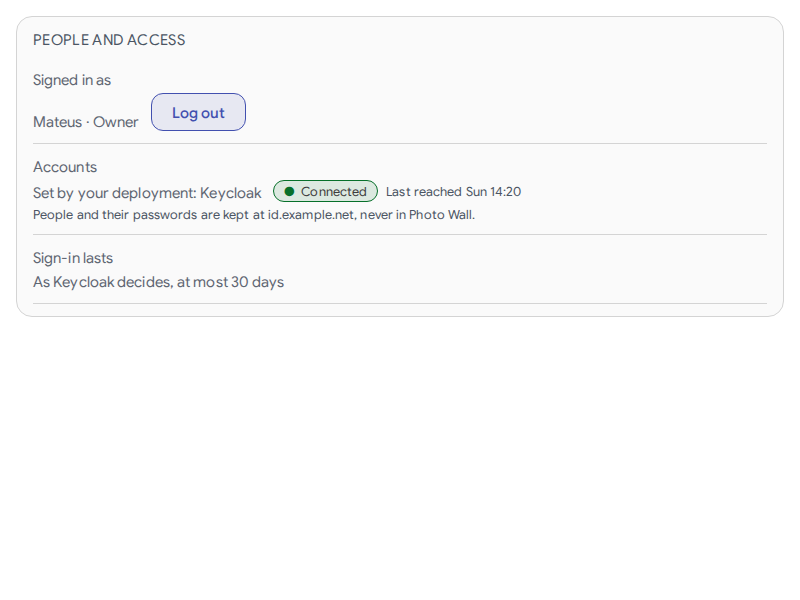 PEOPLE AND ACCESS
Signed in as
Mateus · Owner Log out
Accounts
Set by your deployment: Keycloak Connected Last reached Sun 14:20
People and their passwords are kept at id.example.net, never in Photo Wall.
Sign-in lasts
As Keycloak decides, at most 30 days